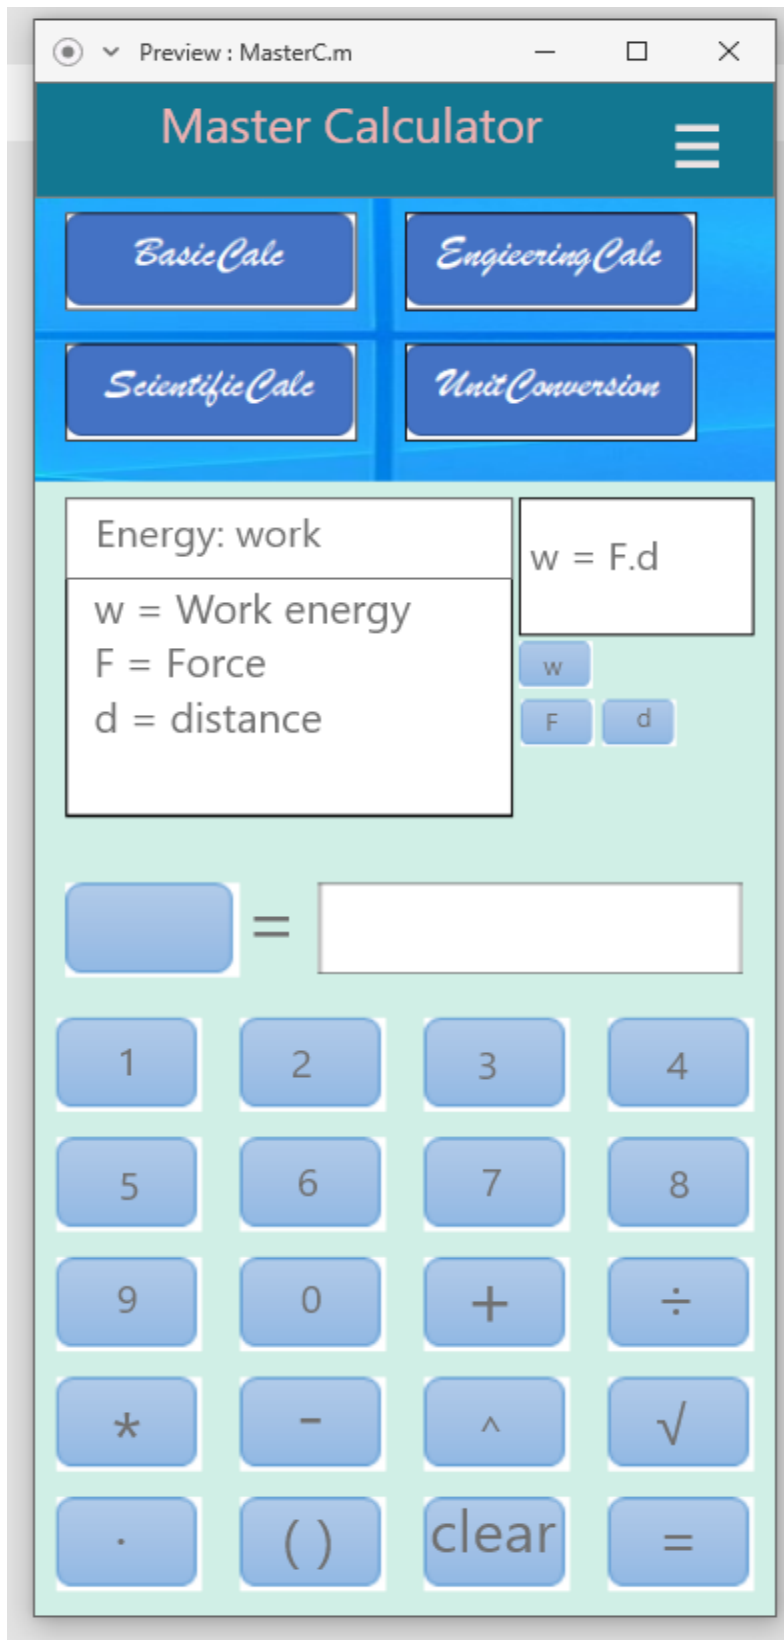 Preview : MasterC.m
Master Calculator
BasicCalc EngieeringCalc
ScientificCalc UnitConversion
Energy: work
w = F.d
w = Work energy
F = Force
d = distance
w
F d
=
1 2 3 4
5 6 7 8
9 0 + ÷
* - ^ √
. ( ) clear =